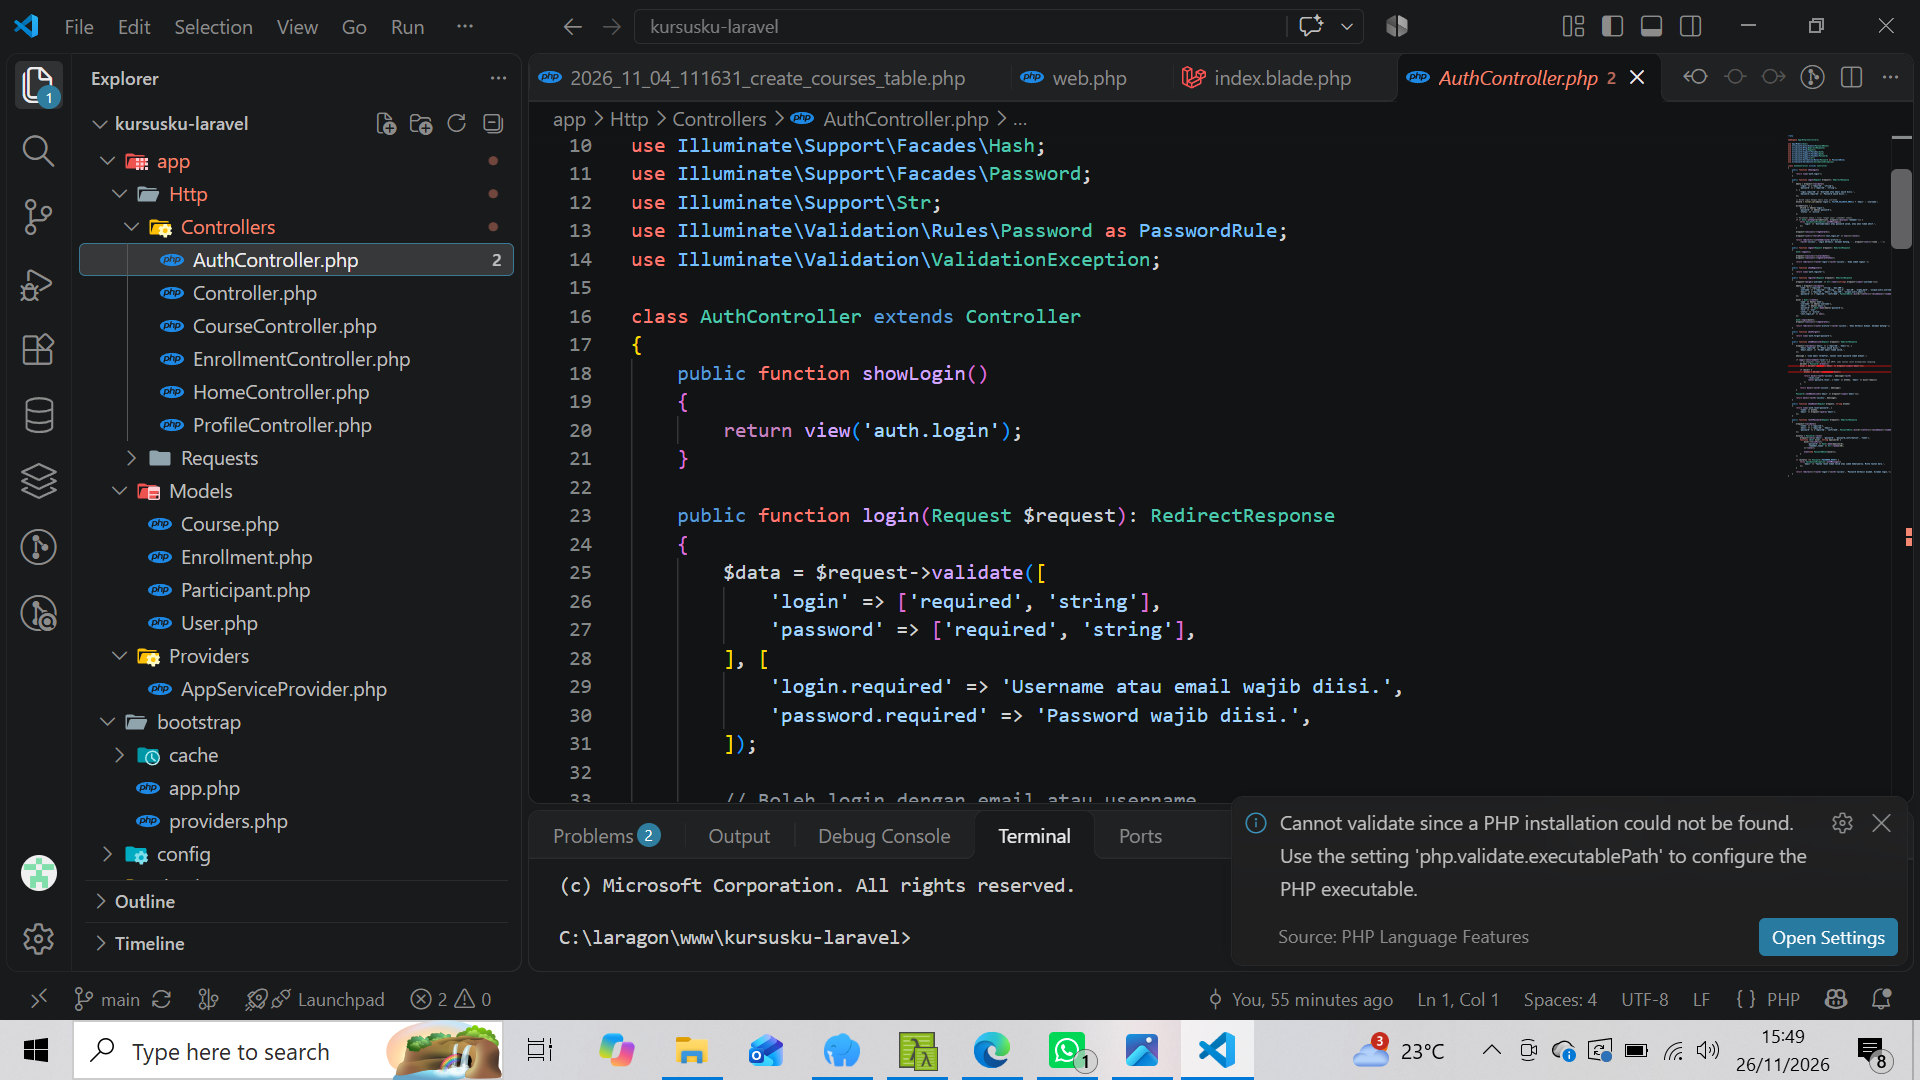 File Edit Selection View Go Run ···
kursusku-laravel
Explorer
kursusku-laravel
app
Http
Controllers
AuthController.php 2
Controller.php
CourseController.php
EnrollmentController.php
HomeController.php
ProfileController.php
Requests
Models
Course.php
Enrollment.php
Participant.php
User.php
Providers
AppServiceProvider.php
bootstrap
cache
app.php
providers.php
config
Outline
Timeline
1
2026_11_04_111631_create_courses_table.php web.php index.blade.php AuthController.php 2
app > Http > Controllers > AuthController.php > ...
10 use Illuminate\Support\Facades\Hash;
11 use Illuminate\Support\Facades\Password;
12 use Illuminate\Support\Str;
13 use Illuminate\Validation\Rules\Password as PasswordRule;
14 use Illuminate\Validation\ValidationException;
15
16 class AuthController extends Controller
17 {
18 public function showLogin()
19 {
20 return view('auth.login');
21 }
22
23 public function login(Request $request): RedirectResponse
24 {
25 $data = $request->validate([
26 'login' => ['required', 'string'],
27 'password' => ['required', 'string'],
28 ], [
29 'login.required' => 'Username atau email wajib diisi.',
30 'password.required' => 'Password wajib diisi.',
31 ]);
32
33 // Boleh login dengan email atau username
Problems 2 Output Debug Console Terminal Ports
(c) Microsoft Corporation. All rights reserved.
C:\laragon\www\kursusku-laravel>
Cannot validate since a PHP installation could not be found.
Use the setting 'php.validate.executablePath' to configure the
PHP executable.
Source: PHP Language Features
Open Settings
main Launchpad 2 0 You, 55 minutes ago Ln 1, Col 1 Spaces: 4 UTF-8 LF { } PHP
Type here to search
1
3 23°C
15:49
26/11/2026
8